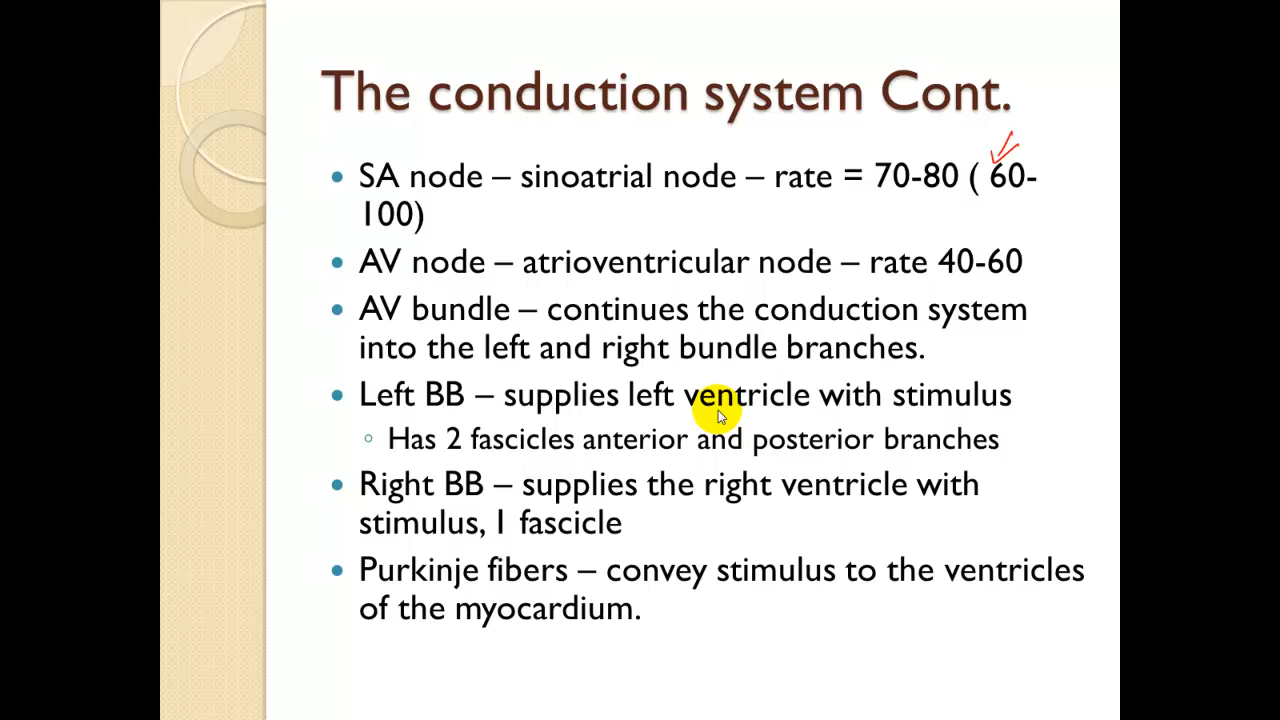 The conduction system Cont.
• SA node – sinoatrial node – rate = 70-80 ( 60-
100)
• AV node – atrioventricular node – rate 40-60
• AV bundle – continues the conduction system
into the left and right bundle branches.
• Left BB – supplies left ventricle with stimulus
◦ Has 2 fascicles anterior and posterior branches
• Right BB – supplies the right ventricle with
stimulus, 1 fascicle
• Purkinje fibers – convey stimulus to the ventricles
of the myocardium.